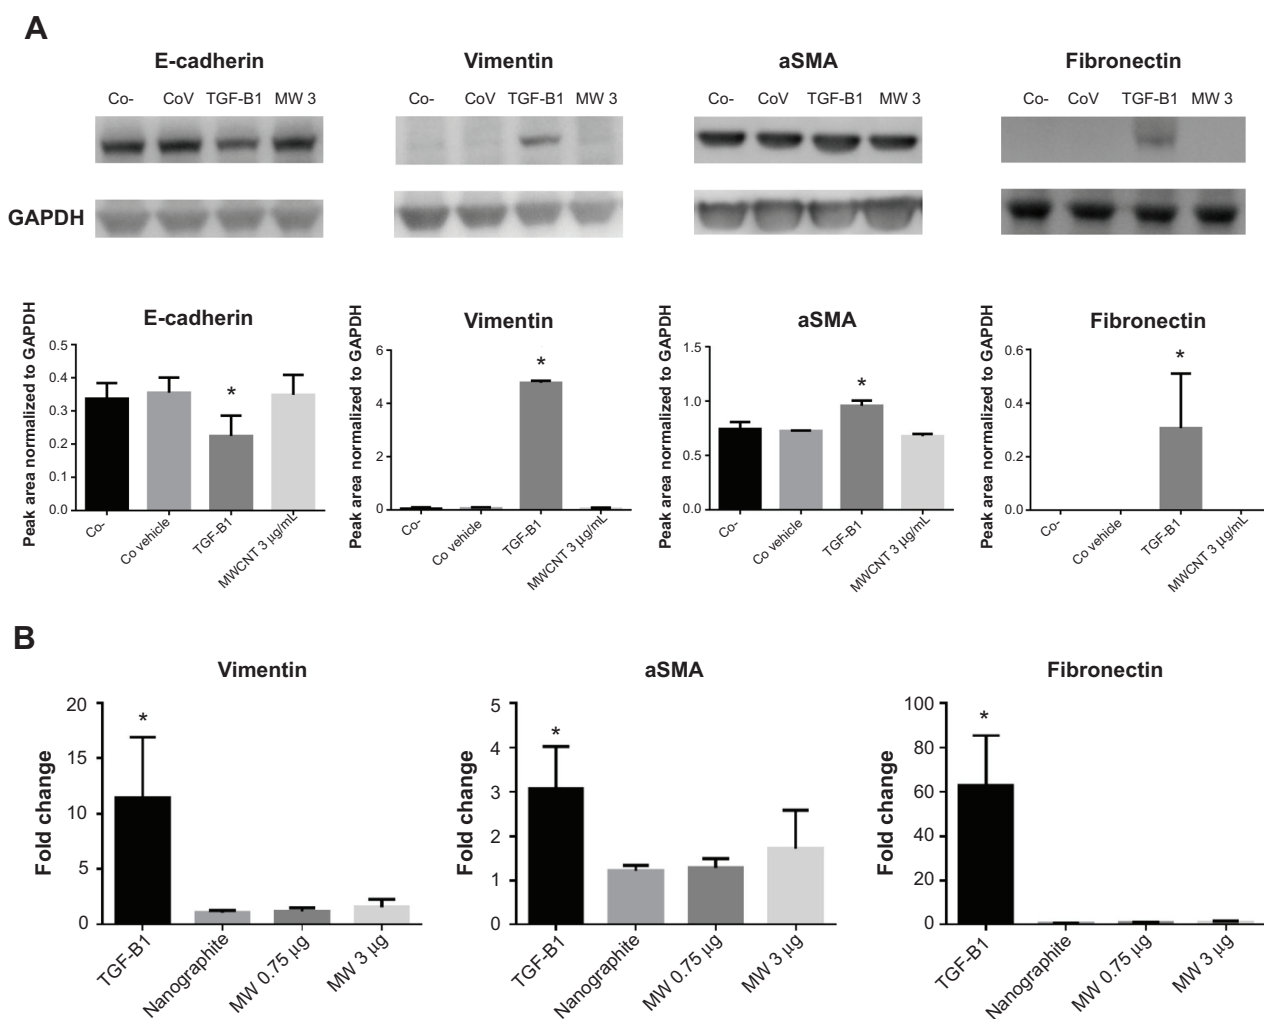 A
E-cadherin Vimentin aSMA Fibronectin
Co- CoV TGF-B1 MW 3 Co- CoV TGF-B1 MW 3 Co- CoV TGF-B1 MW 3 Co- CoV TGF-B1 MW 3
GAPDH
E-cadherin
Peak area normalized to GAPDH
0.5
0.4
0.3
0.2
0.1
0.0
*
Co- Co vehicle TGF-B1 MWCNT 3 µg/mL
Vimentin
Peak area normalized to GAPDH
6
4
2
0
*
Co- Co vehicle TGF-B1 MWCNT 3 µg/mL
aSMA
Peak area normalized to GAPDH
1.5
1.0
0.5
0.0
*
Co- Co vehicle TGF-B1 MWCNT 3 µg/mL
Fibronectin
Peak area normalized to GAPDH
0.6
0.4
0.2
0.0
*
Co- Co vehicle TGF-B1 MWCNT 3 µg/mL
B
Vimentin
Fold change
20
15
10
5
0
*
TGF-B1 Nanographite MW 0.75 µg MW 3 µg
aSMA
Fold change
5
4
3
2
1
0
*
TGF-B1 Nanographite MW 0.75 µg MW 3 µg
Fibronectin
Fold change
100
80
60
40
20
0
*
TGF-B1 Nanographite MW 0.75 µg MW 3 µg